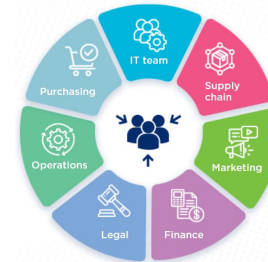 IT team
Supply
chain
Marketing
Finance
Legal
Operations
Purchasing